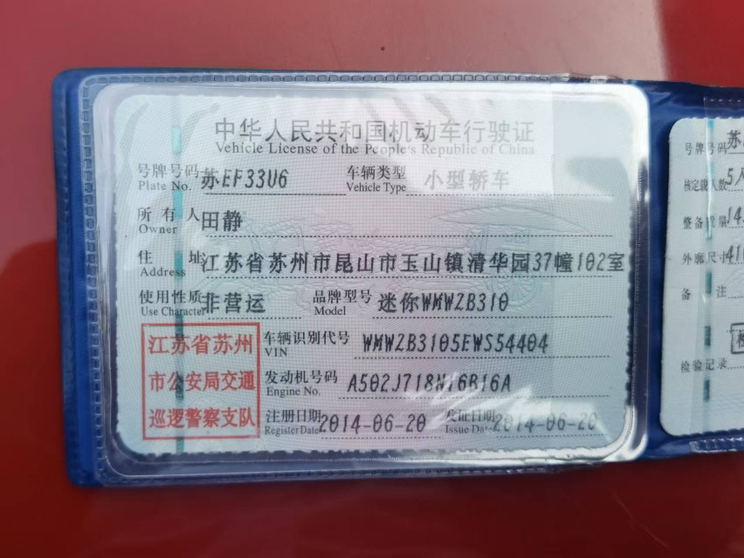 中华人民共和国机动车行驶证
Vehicle License of the People's Republic of China
号牌号码 苏EF33U6 车辆类型 小型轿车
Plate No. Vehicle Type
所有人 田静
Owner
住址 江苏省苏州市昆山市玉山镇清华园37幢102室
Address
使用性质 非营运 品牌型号 迷你WMWZB310
Use Character Model
江苏省苏州
市公安局交通
巡逻警察支队
车辆识别代号 WMWZB3105EWS54404
VIN
发动机号码 A502J718N16B16A
Engine No.
注册日期 2014-06-20 发证日期 2014-06-20
Register Date Issue Date
号牌号码 苏
核定载人数 5人
整备质量 14
外廓尺寸 410
备注
检验记录